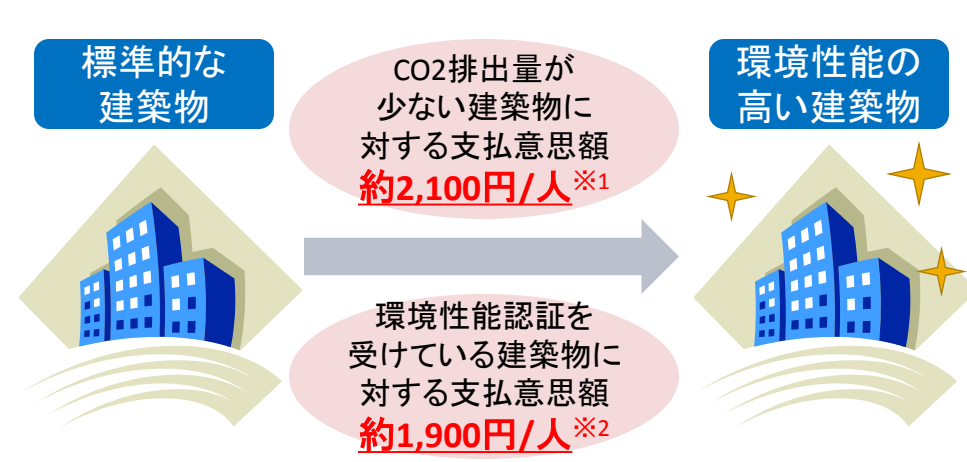 標準的な
建築物
CO2排出量が
少ない建築物に
対する支払意思額
約2,100円/人※1
環境性能の
高い建築物
環境性能認証を
受けている建築物に
対する支払意思額
約1,900円/人※2